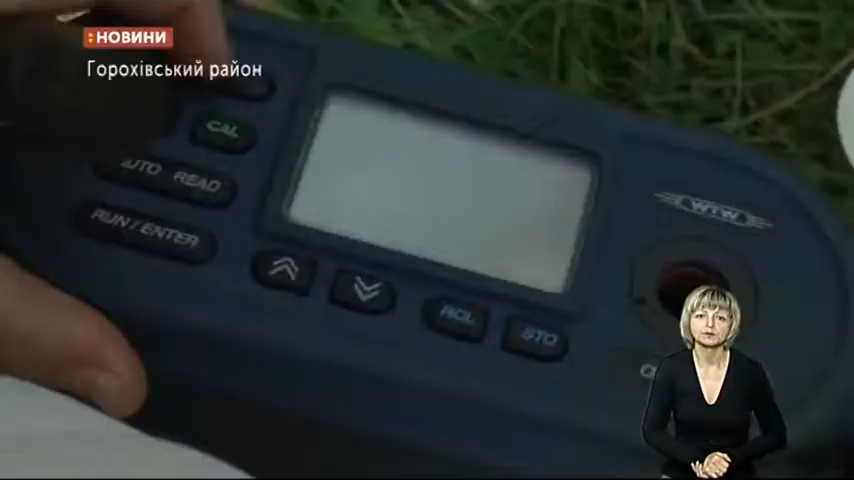 :НОВИНИ
Горохівський район
CAL
AUTO READ
RUN/ENTER
WTW
RCL
STO